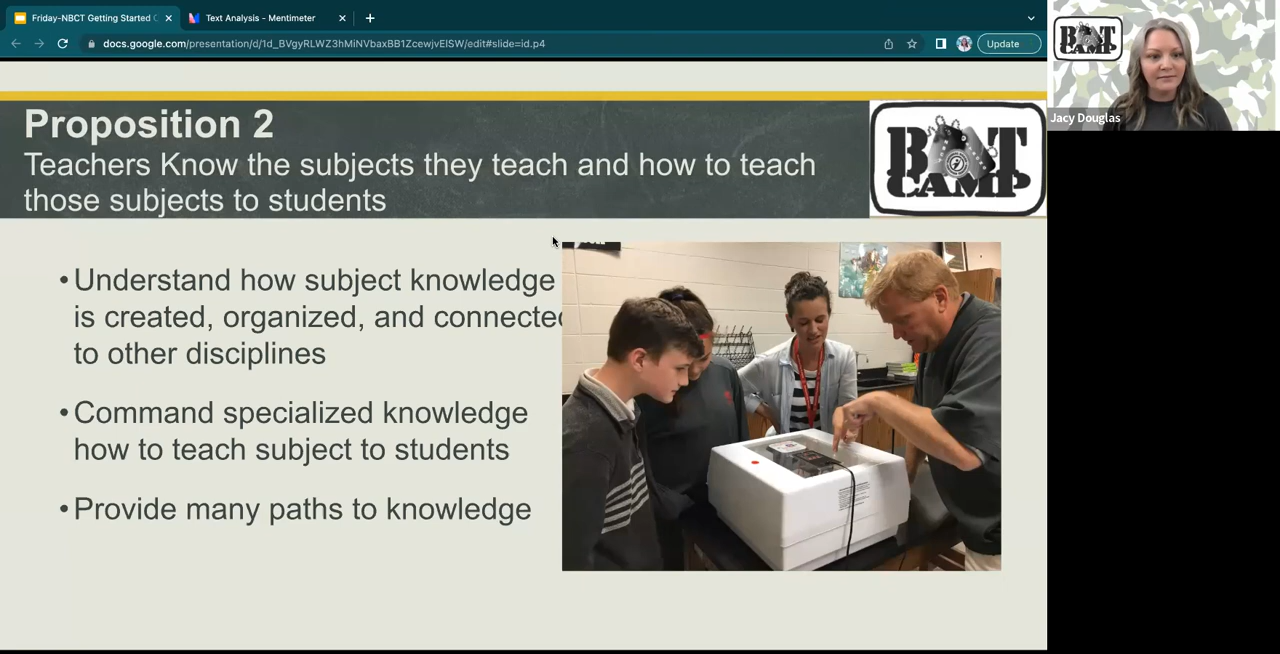 Friday-NBCT Getting Started
Text Analysis - Mentimeter
docs.google.com/presentation/d/1d_BVgyRLWZ3hMiNVbaxBB1ZcewjvEISW/edit#slide=id.p4
Update
BOOT
CAMP
Jacy Douglas
Proposition 2
Teachers Know the subjects they teach and how to teach
those subjects to students
BOOT
CAMP
•Understand how subject knowledge
is created, organized, and connected
to other disciplines
•Command specialized knowledge
how to teach subject to students
•Provide many paths to knowledge